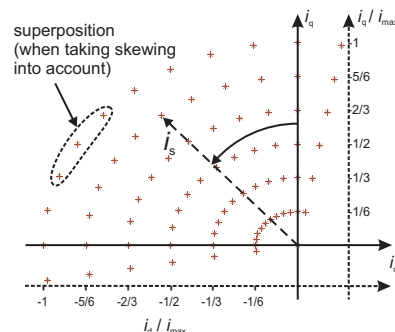 superposition
(when taking skewing
into account)
i_q
i_q / i_max
-1
-5/6
-2/3
-1/2
-1/3
-1/6
i_s
i_d
-1 -5/6 -2/3 -1/2 -1/3 -1/6
i_d / i_max